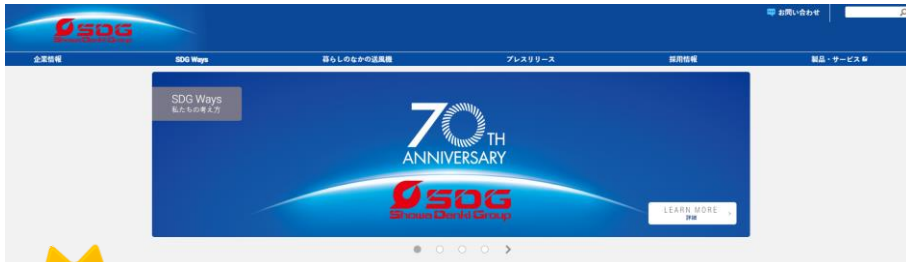 お問い合わせ
SDG
Showa Denki Group
企業情報
SDG Ways
暮らしのなかの送風機
プレスリリース
採用情報
製品・サービス
SDG Ways
私たちの考え方
70TH
ANNIVERSARY
SDG
Showa Denki Group
LEARN MORE
詳細